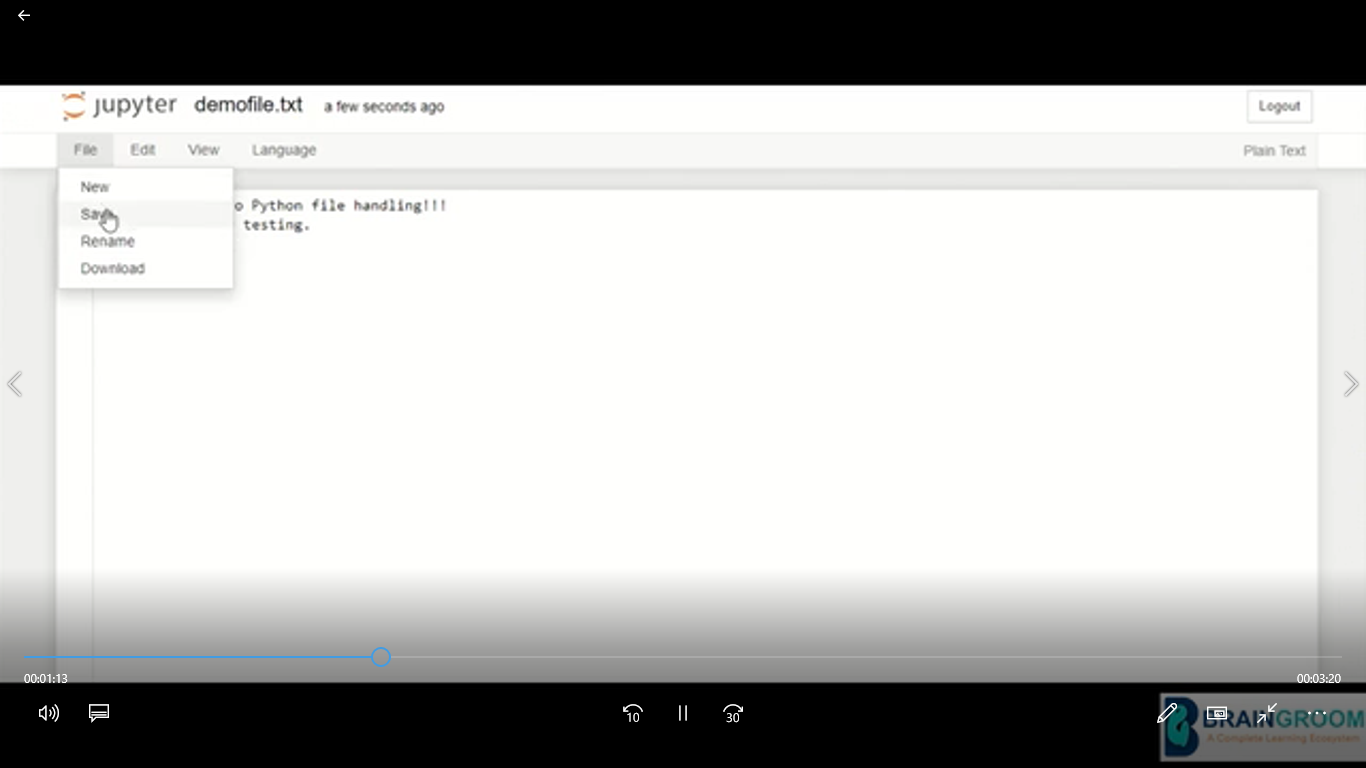 jupyter demofile.txt a few seconds ago Logout
File Edit View Language Plain Text
New
Save
Rename
Download
o Python file handling!!!
testing.
00:01:13 00:03:20
10 30
BRAINGROOM
A Complete Learning Ecosystem